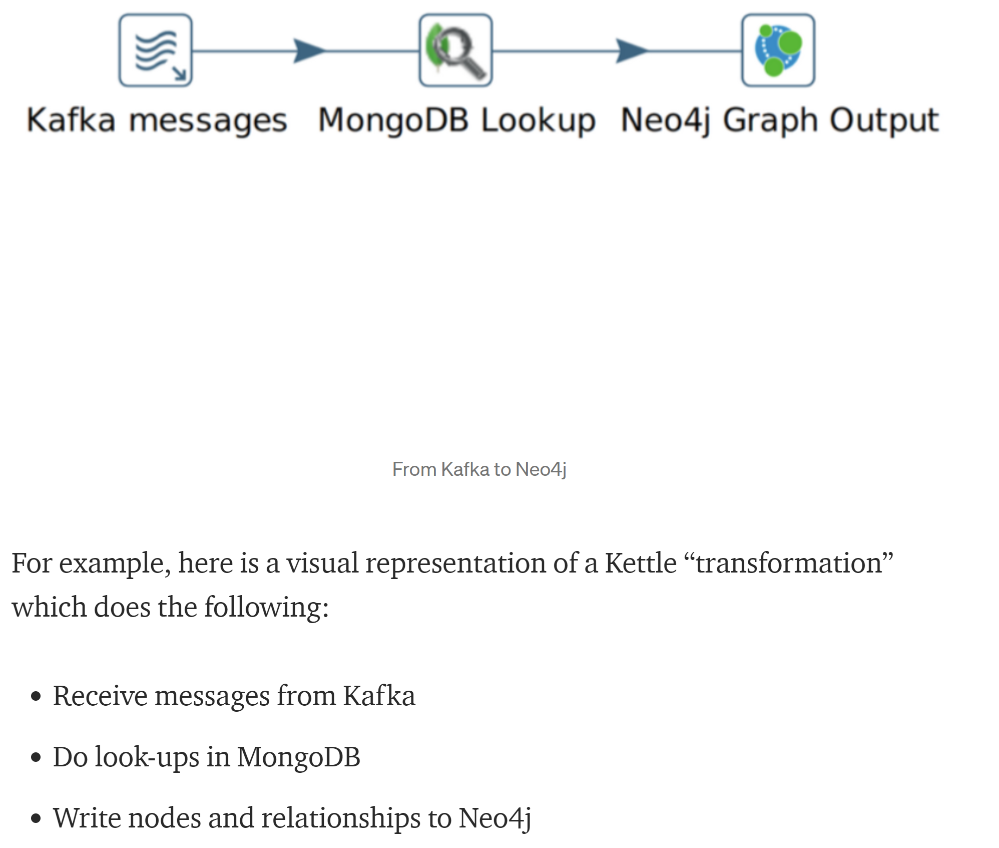 Kafka messages MongoDB Lookup Neo4j Graph Output
From Kafka to Neo4j
For example, here is a visual representation of a Kettle “transformation”
which does the following:
• Receive messages from Kafka
• Do look-ups in MongoDB
• Write nodes and relationships to Neo4j